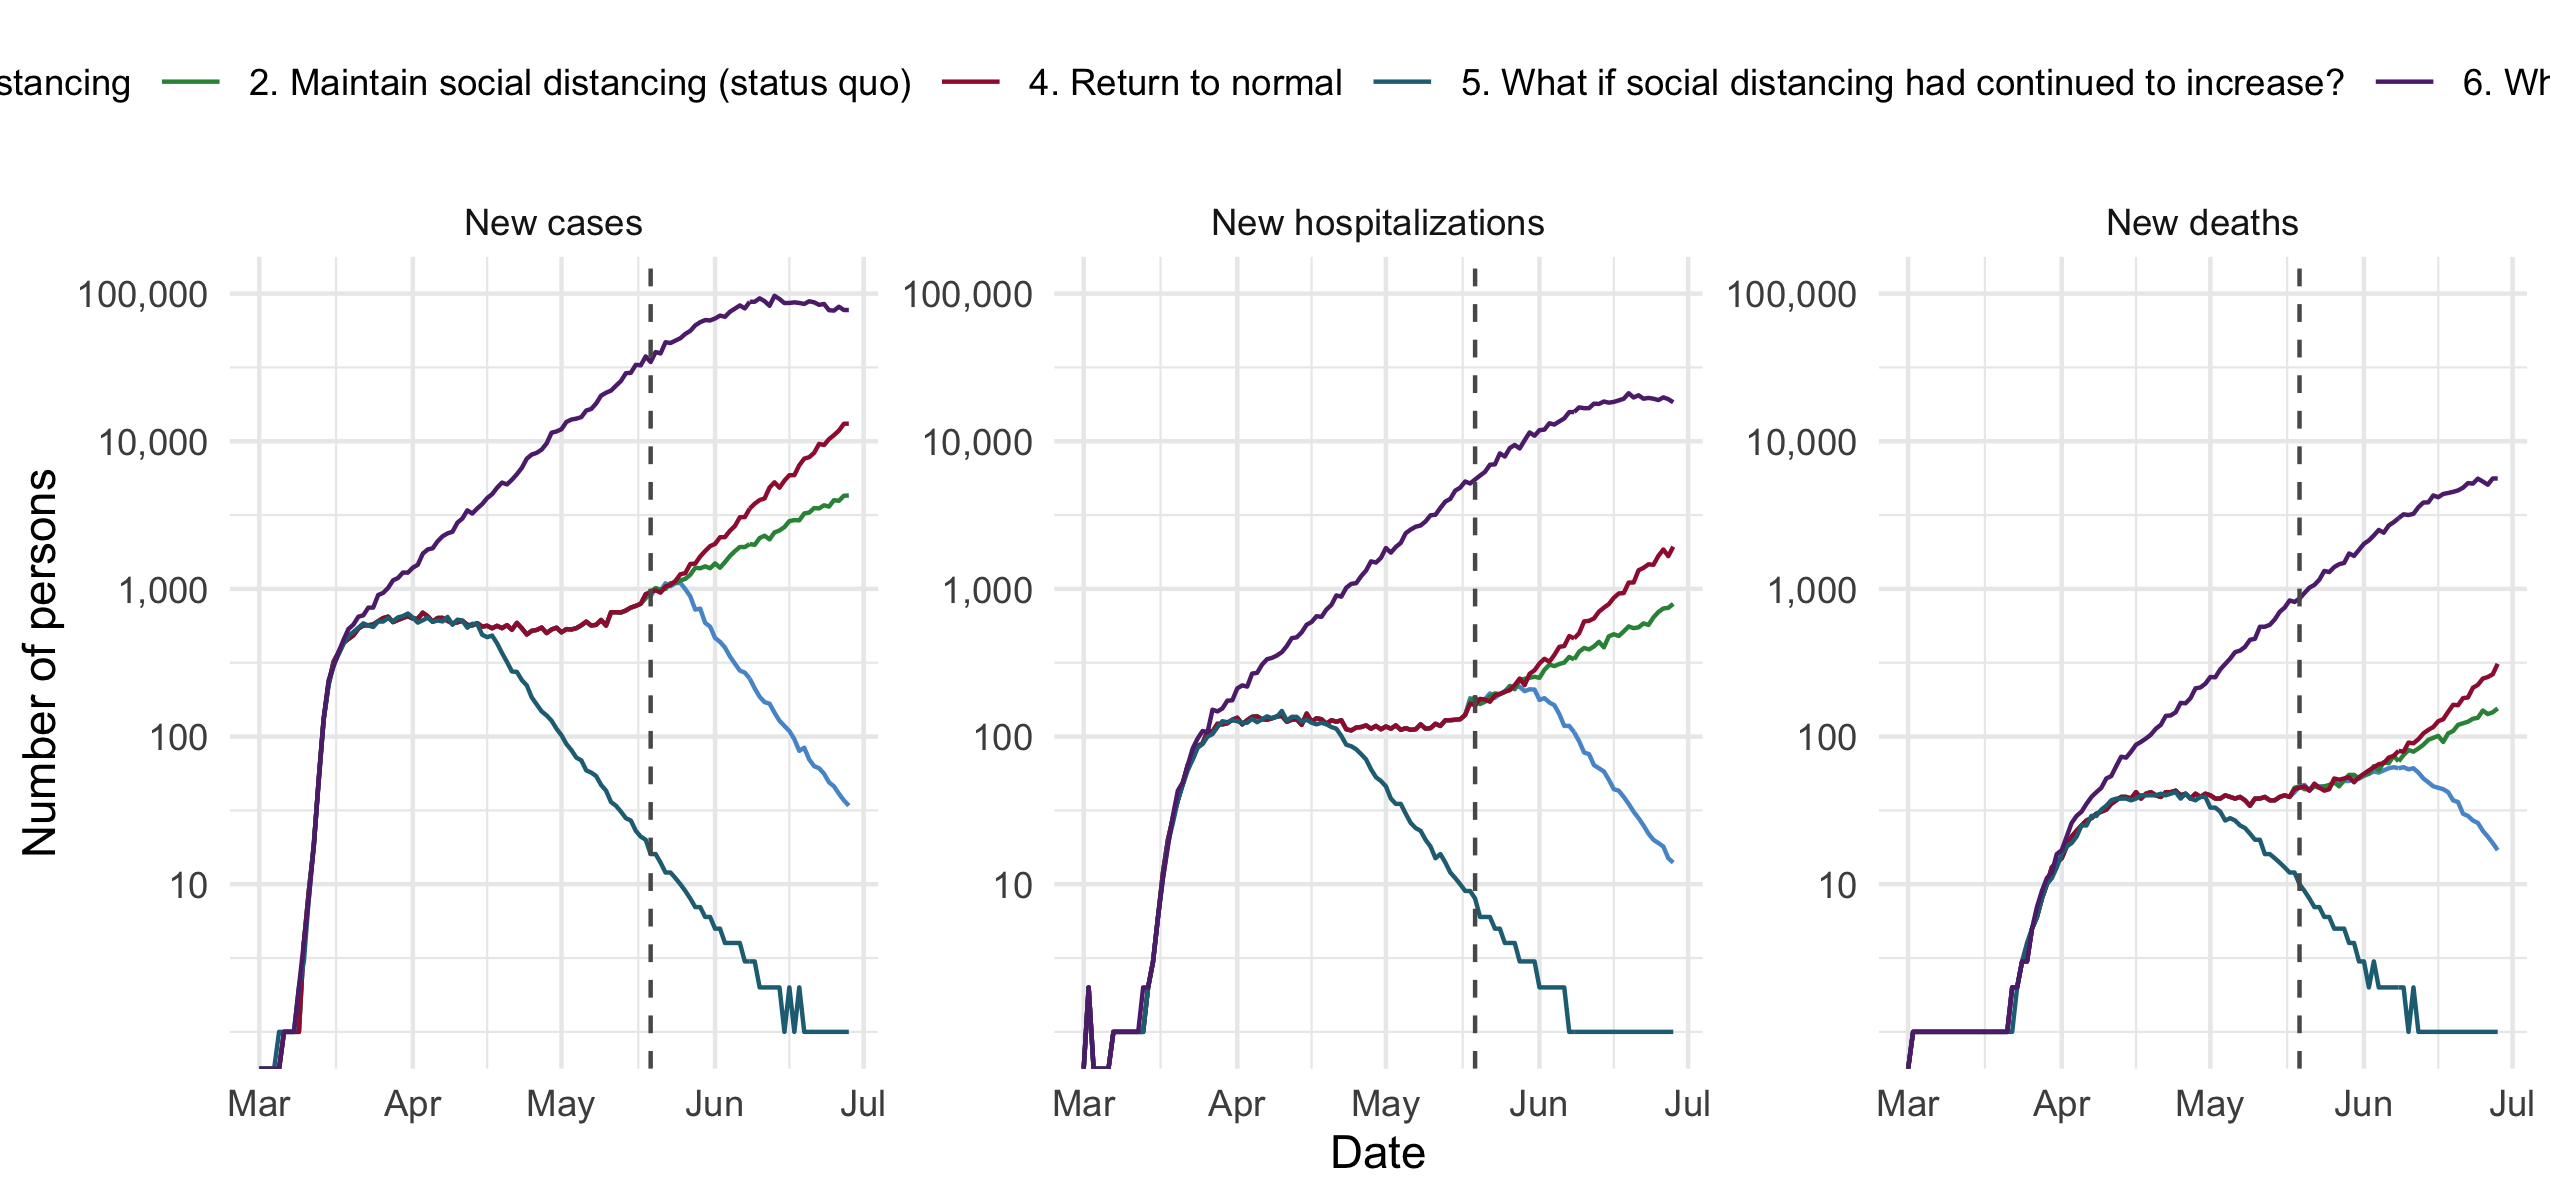 stancing 2. Maintain social distancing (status quo) 4. Return to normal 5. What if social distancing had continued to increase? 6. Wh
New cases New hospitalizations New deaths
100,000 100,000 100,000
10,000 10,000 10,000
1,000 1,000 1,000
100 100 100
10 10 10
Number of persons
Mar Apr May Jun Jul Mar Apr May Jun Jul Mar Apr May Jun Jul
Date